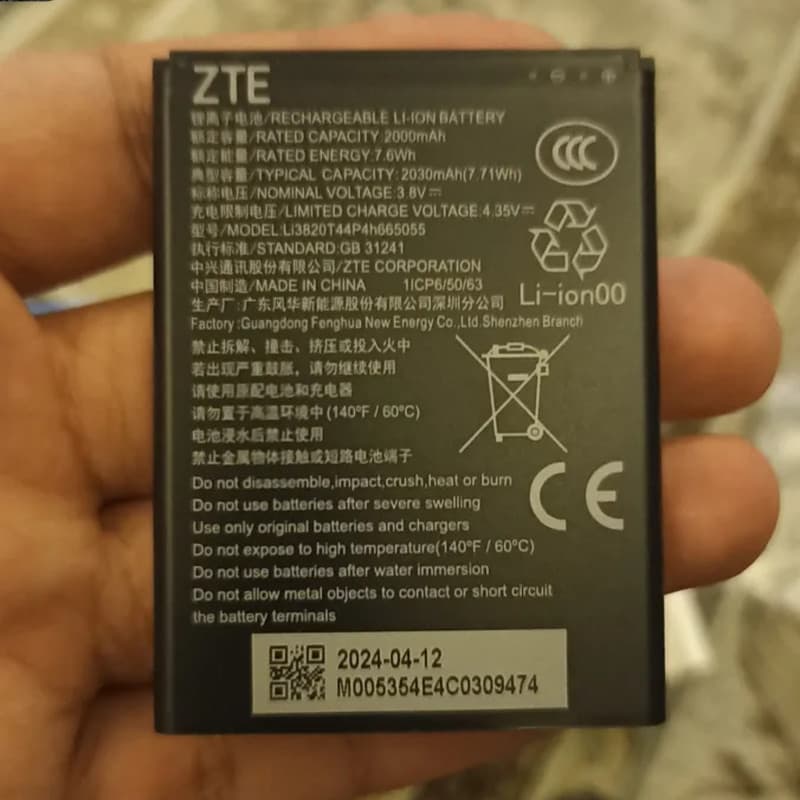 ZTE
锂离子电池/RECHARGEABLE LI-ION BATTERY
额定容量/RATED CAPACITY:2000mAh
额定能量/RATED ENERGY:7.6Wh
典型容量/TYPICAL CAPACITY:2030mAh(7.71Wh)
标称电压/NOMINAL VOLTAGE:3.8V⎓
充电限制电压/LIMITED CHARGE VOLTAGE:4.35V⎓
型号/MODEL:Li3820T44P4h665055
执行标准/STANDARD:GB 31241
中兴通讯股份有限公司/ZTE CORPORATION
中国制造/MADE IN CHINA 1ICP6/50/63
CCC
Li-ion00
生产厂:广东风华新能源股份有限公司深圳分公司
Factory:Guangdong Fenghua New Energy Co.,Ltd.Shenzhen Branch
禁止拆解、撞击、挤压或投入火中
若出现严重鼓胀，请勿继续使用
请使用原配电池和充电器
请勿置于高温环境中(140°F / 60°C)
电池浸水后禁止使用
禁止金属物体接触或短路电池端子
Do not disassemble,impact,crush,heat or burn
Do not use batteries after severe swelling
Use only original batteries and chargers
Do not expose to high temperature(140°F / 60°C)
Do not use batteries after water immersion
Do not allow metal objects to contact or short circuit
the battery terminals
CE
2024-04-12
M005354E4C0309474